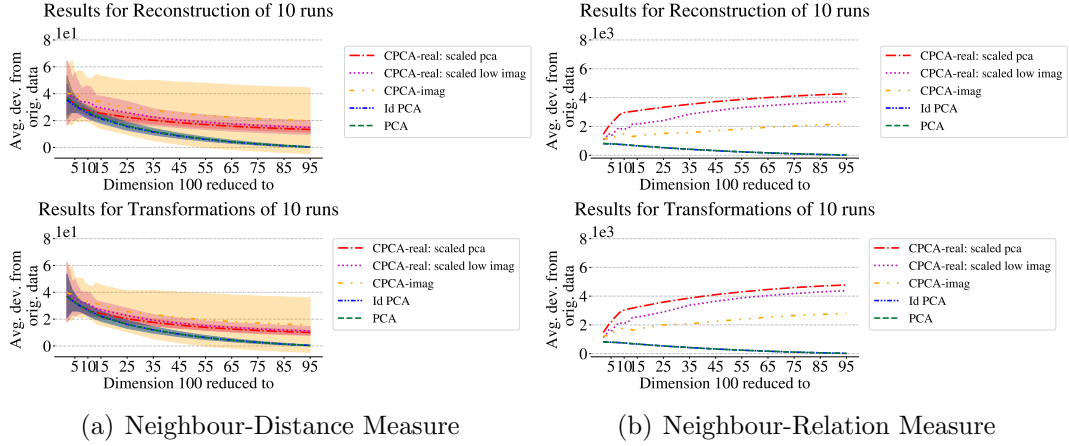 Results for Reconstruction of 10 runs
1e1
8
6
4
2
0
Avg. dev. from
orig. data
5 10 15 25 35 45 55 65 75 85 95
Dimension 100 reduced to
CPCA-real: scaled pca
CPCA-real: scaled low imag
CPCA-imag
Id PCA
PCA
Results for Transformations of 10 runs
1e1
8
6
4
2
0
Avg. dev. from
orig. data
5 10 15 25 35 45 55 65 75 85 95
Dimension 100 reduced to
CPCA-real: scaled pca
CPCA-real: scaled low imag
CPCA-imag
Id PCA
PCA
(a) Neighbour-Distance Measure
Results for Reconstruction of 10 runs
1e3
8
6
4
2
0
Avg. dev. from
orig. data
5 10 15 25 35 45 55 65 75 85 95
Dimension 100 reduced to
CPCA-real: scaled pca
CPCA-real: scaled low imag
CPCA-imag
Id PCA
PCA
Results for Transformations of 10 runs
1e3
8
6
4
2
0
Avg. dev. from
orig. data
5 10 15 25 35 45 55 65 75 85 95
Dimension 100 reduced to
CPCA-real: scaled pca
CPCA-real: scaled low imag
CPCA-imag
Id PCA
PCA
(b) Neighbour-Relation Measure